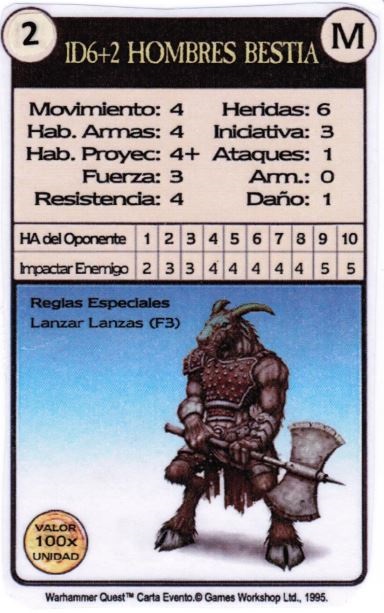 2
1D6+2 HOMBRES BESTIA
M
Movimiento: 4 Heridas: 6
Hab. Armas: 4 Iniciativa: 3
Hab. Proyec: 4+ Ataques: 1
Fuerza: 3 Arm.: 0
Resistencia: 4 Daño: 1
HA del Oponente 1 2 3 4 5 6 7 8 9 10
Impactar Enemigo 2 3 3 4 4 4 4 4 5 5
Reglas Especiales
Lanzar Lanzas (F3)
VALOR
100x
UNIDAD
Warhammer Quest™ Carta Evento.© Games Workshop Ltd., 1995.